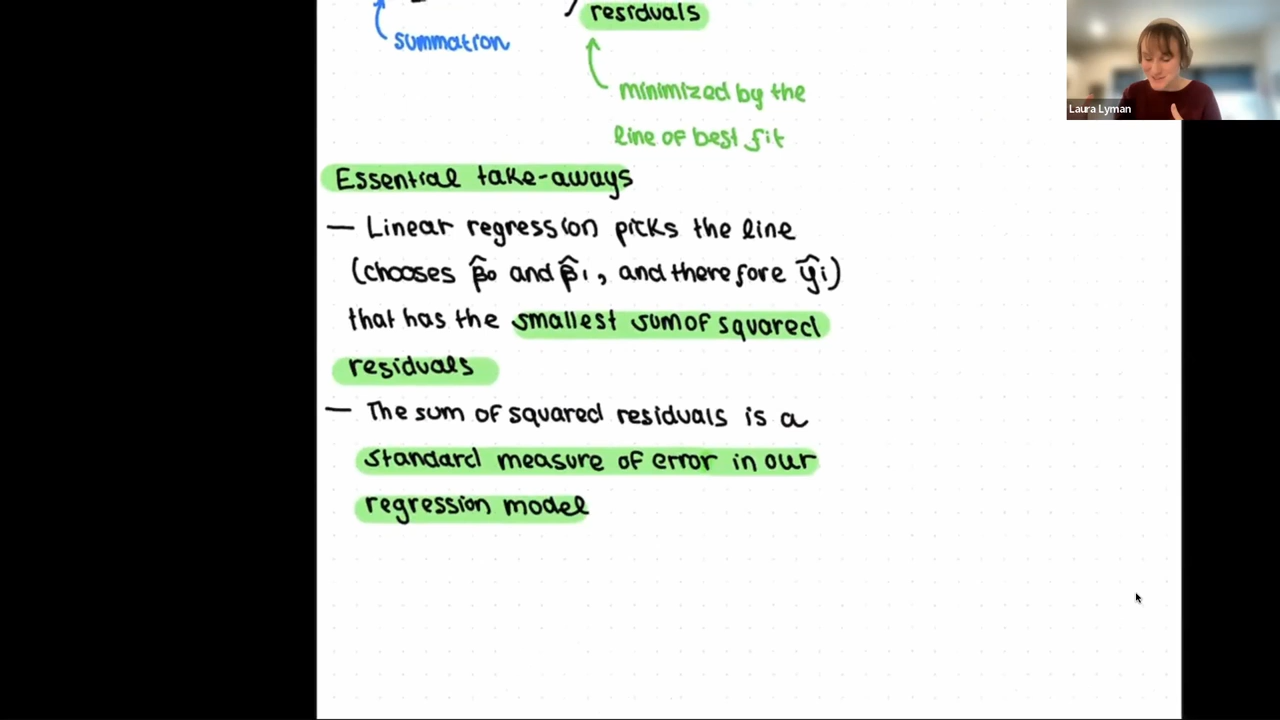 residuals
summation
minimized by the
line of best fit
Laura Lyman
Essential take-aways
— Linear regression picks the line
(chooses β̂0 and β̂1, and therefore ŷi)
that has the smallest sum of squared
residuals
— The sum of squared residuals is a
standard measure of error in our
regression model